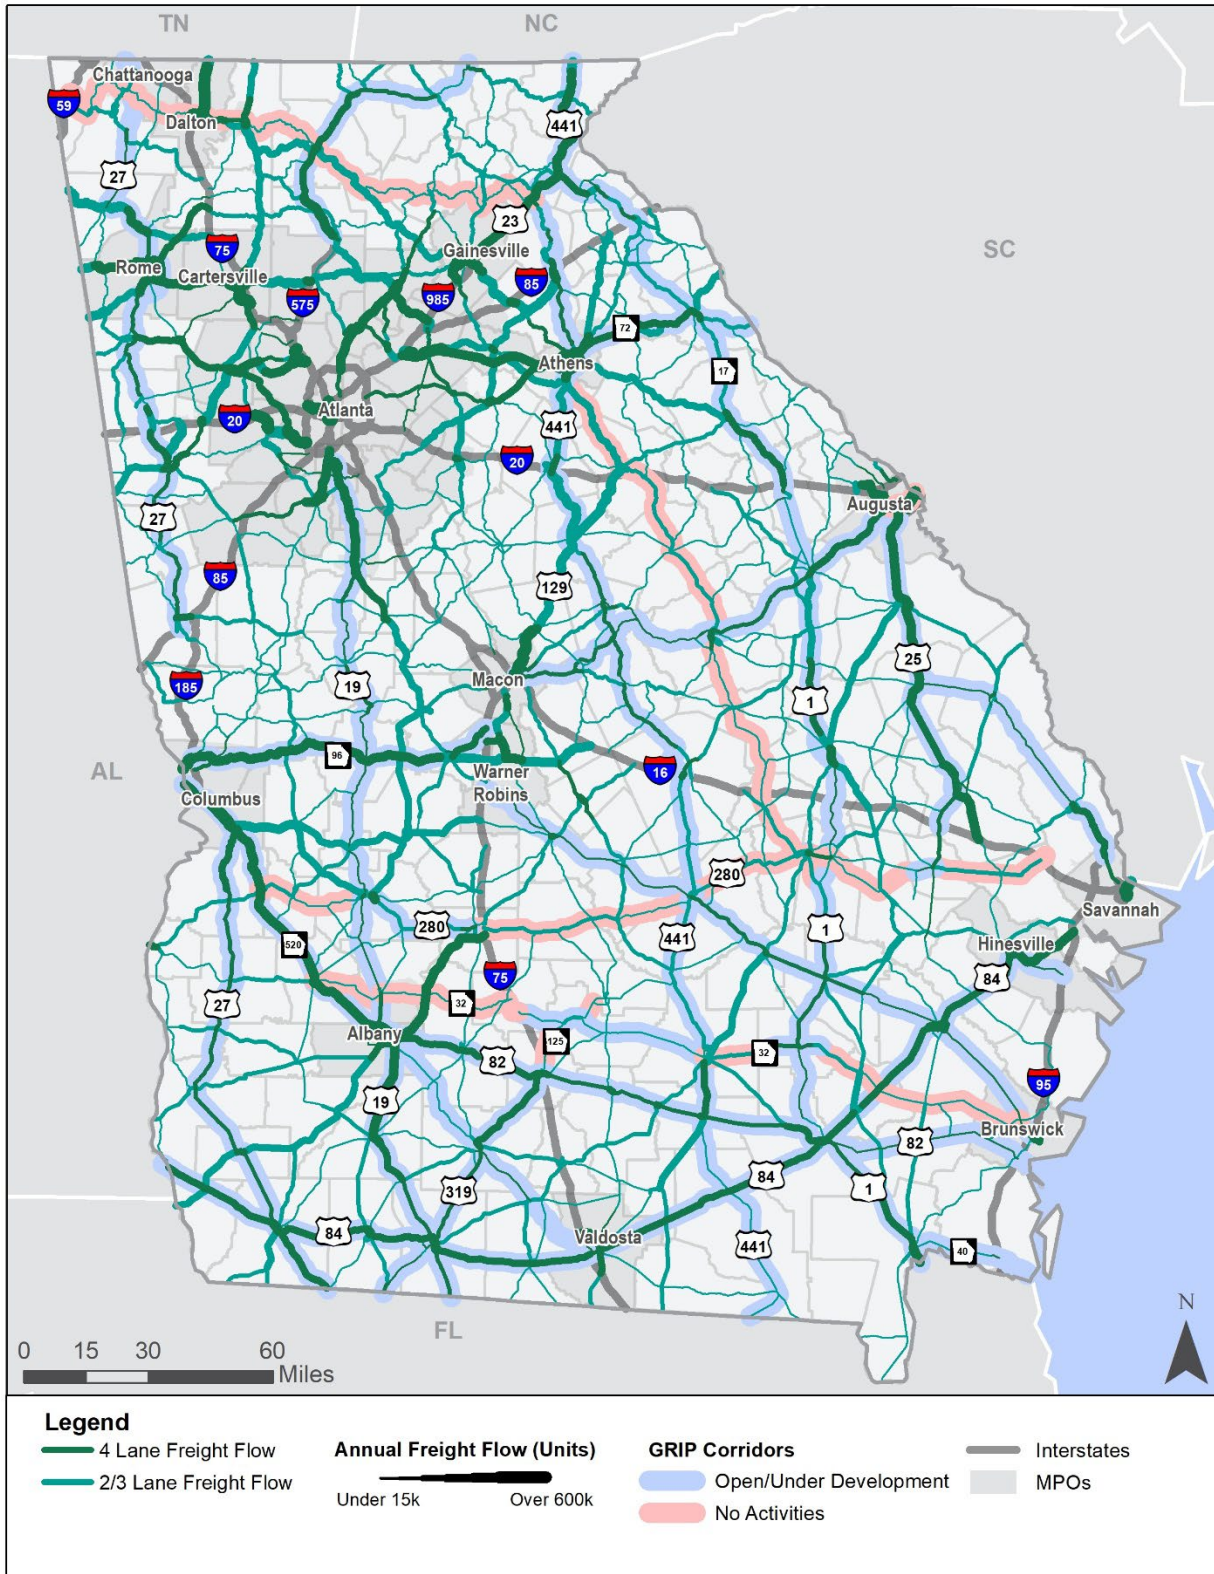 TN
NC
Chattanooga
59
Dalton
441
27
23
SC
75
Gainesville
Rome
Cartersville
85
575
985
72
Athens
17
Atlanta
20
441
20
Augusta
27
85
129
25
Macon
185
19
1
96
16
AL
Warner
Robins
Columbus
280
Savannah
280
1
441
520
Hinesville
84
75
27
32
Albany
125
32
82
95
19
Brunswick
82
84
319
1
Valdosta
84
441
40
N
FL
0 15 30 60
Miles
Legend
4 Lane Freight Flow
2/3 Lane Freight Flow
Annual Freight Flow (Units)
Under 15k Over 600k
GRIP Corridors
Open/Under Development
No Activities
Interstates
MPOs